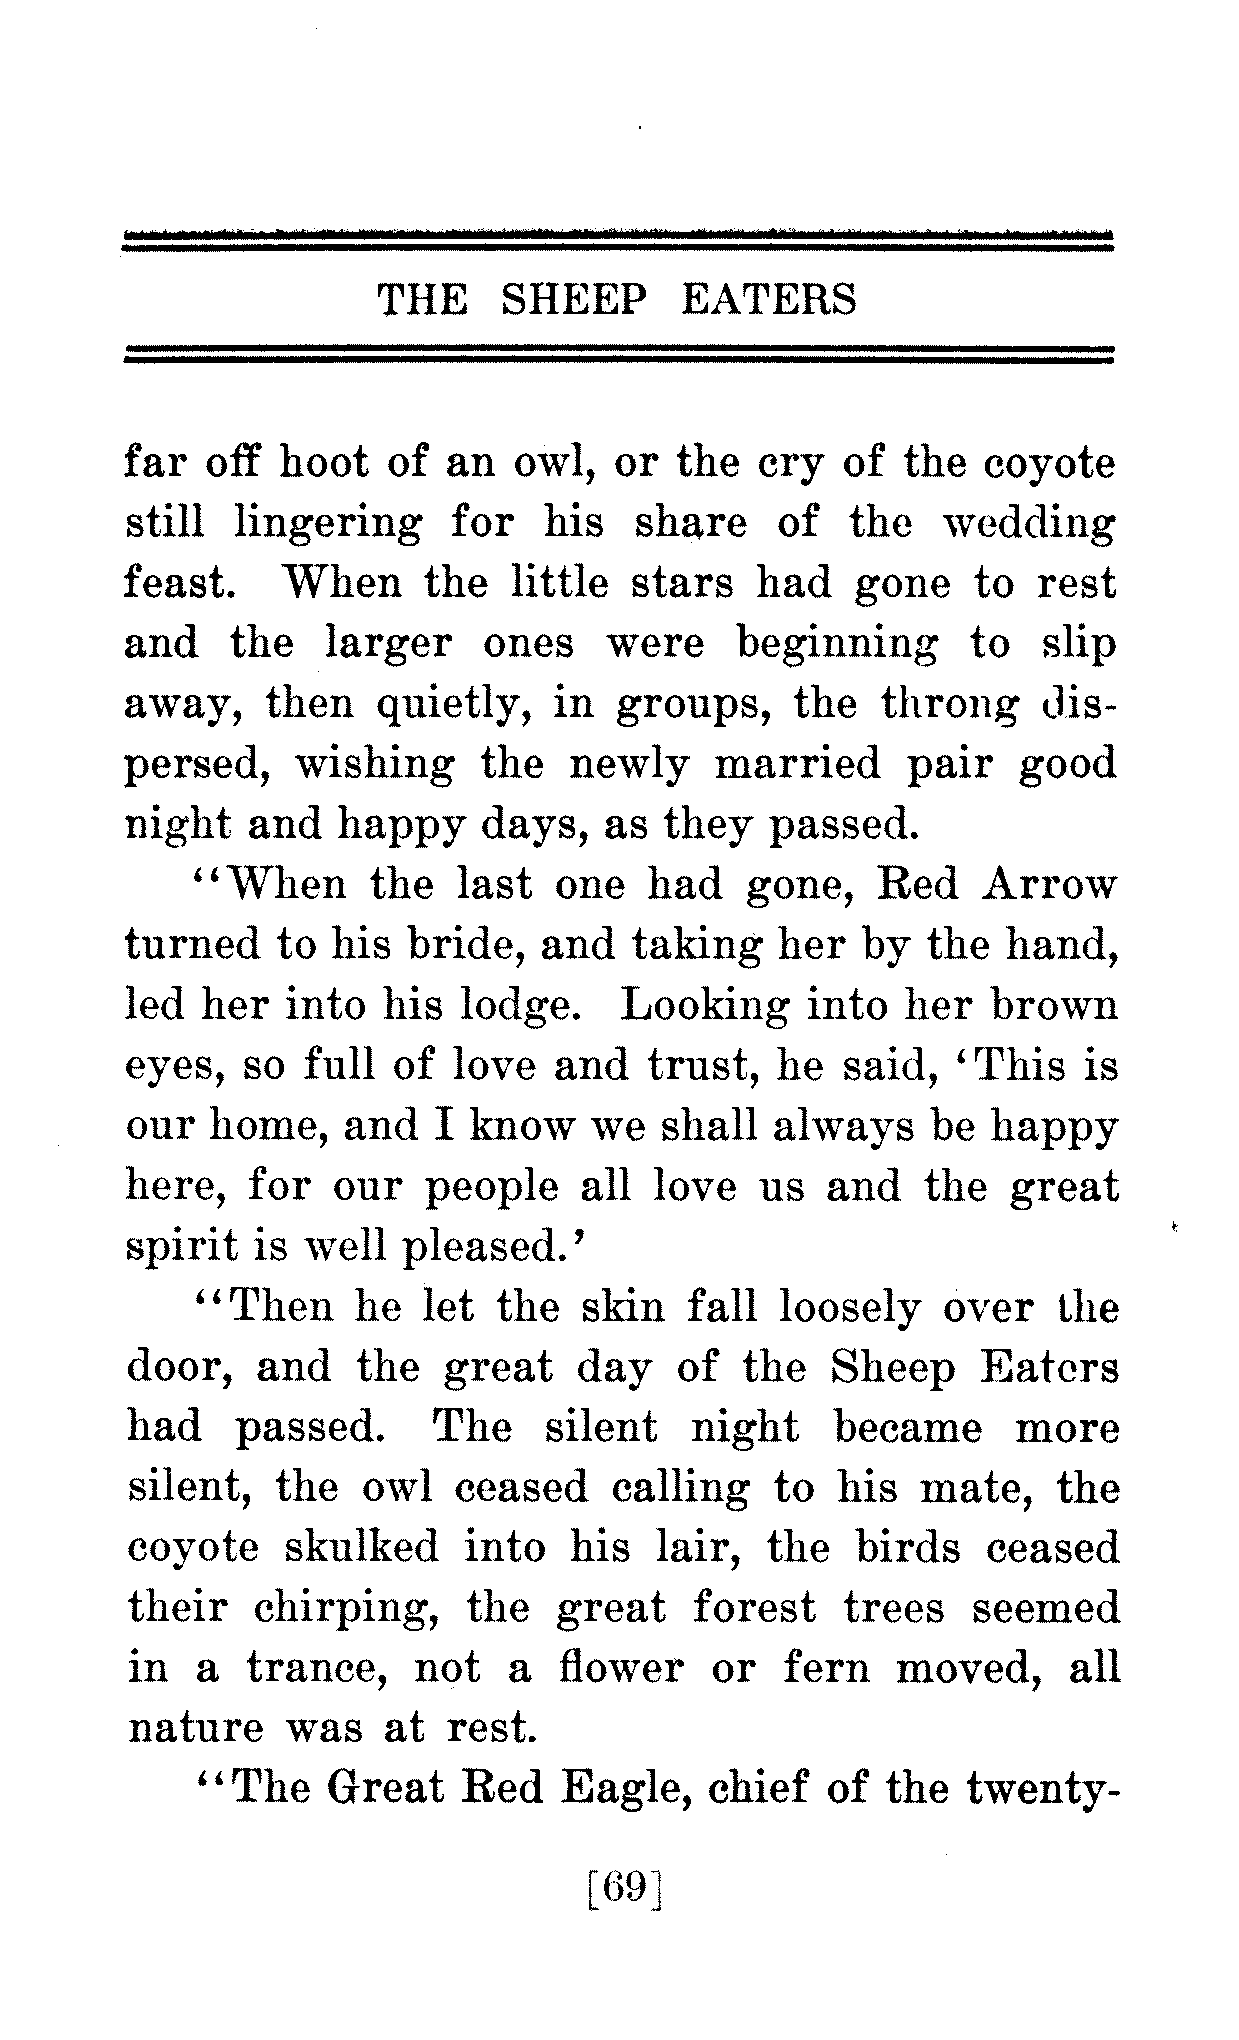 THE SHEEP EATERS
far off hoot of an owl, or the cry of the coyote
still lingering for his share of the wedding
feast. When the little stars had gone to rest
and the larger ones were beginning to slip
away, then quietly, in groups, the throng dis-
persed, wishing the newly married pair good
night and happy days, as they passed.
"When the last one had gone, Red Arrow
turned to his bride, and taking her by the hand,
led her into his lodge. Looking into her brown
eyes, so full of love and trust, he said, 'This is
our home, and I know we shall always be happy
here, for our people all love us and the great
spirit is well pleased.'
"Then he let the skin fall loosely over the
door, and the great day of the Sheep Eaters
had passed. The silent night became more
silent, the owl ceased calling to his mate, the
coyote skulked into his lair, the birds ceased
their chirping, the great forest trees seemed
in a trance, not a flower or fern moved, all
nature was at rest.
"The Great Red Eagle, chief of the twenty-
[69]